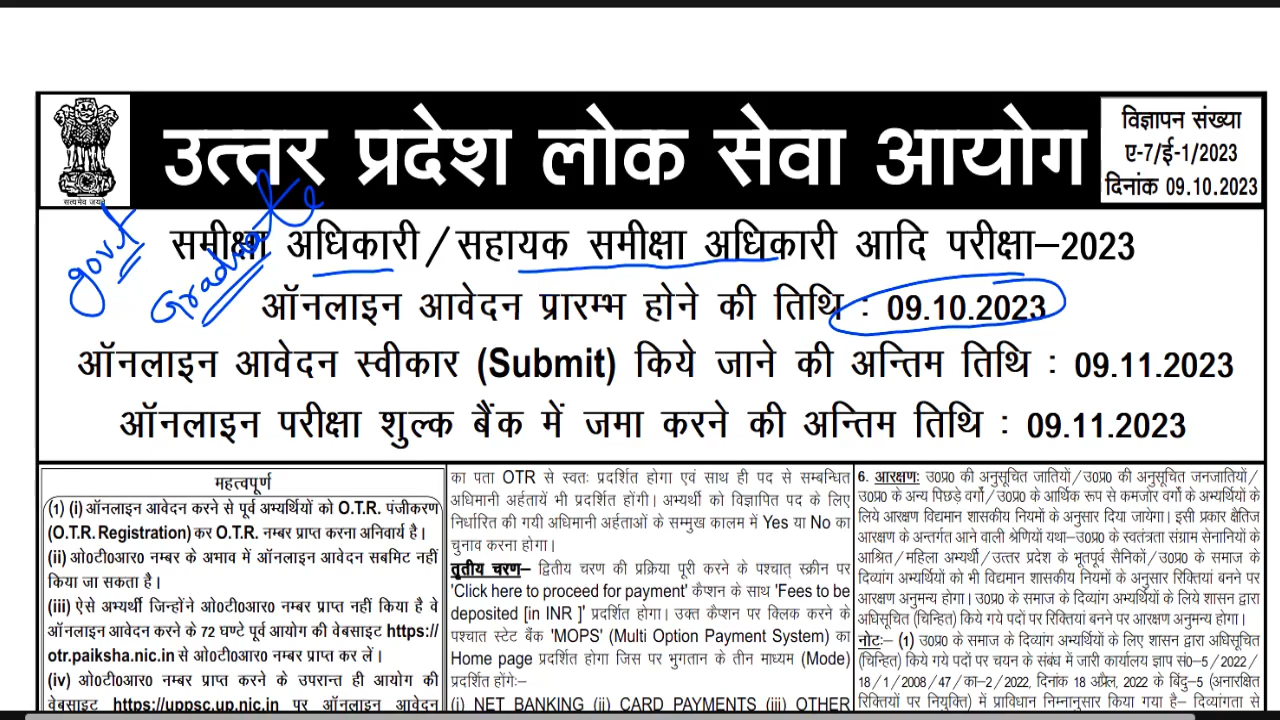 उत्तर प्रदेश लोक सेवा आयोग
विज्ञापन संख्या
ए-7/ई-1/2023
दिनांक 09.10.2023
सत्यमेव जयते
govt
Graduate
समीक्षा अधिकारी/सहायक समीक्षा अधिकारी आदि परीक्षा–2023
ऑनलाइन आवेदन प्रारम्भ होने की तिथि : 09.10.2023
ऑनलाइन आवेदन स्वीकार (Submit) किये जाने की अन्तिम तिथि : 09.11.2023
ऑनलाइन परीक्षा शुल्क बैंक में जमा करने की अन्तिम तिथि : 09.11.2023
महत्वपूर्ण
(1) (i) ऑनलाइन आवेदन करने से पूर्व अभ्यर्थियों को O.T.R. पंजीकरण
(O.T.R. Registration) कर O.T.R. नम्बर प्राप्त करना अनिवार्य है।
(ii) ओ0टी0आर0 नम्बर के अभाव में ऑनलाइन आवेदन सबमिट नहीं
किया जा सकता है।
(iii) ऐसे अभ्यर्थी जिन्होंने ओ0टी0आर0 नम्बर प्राप्त नहीं किया है वे
ऑनलाइन आवेदन करने के 72 घण्टे पूर्व आयोग की वेबसाइट https://
otr.paiksha.nic.in से ओ0टी0आर0 नम्बर प्राप्त कर लें।
(iv) ओ0टी0आर0 नम्बर प्राप्त करने के उपरान्त ही आयोग की
वेबसाइट https://uppsc.up.nic.in पर ऑनलाइन आवेदन
का पता OTR से स्वतः प्रदर्शित होगा एवं साथ ही पद से सम्बन्धित
अधिमानी अर्हतायें भी प्रदर्शित होंगी। अभ्यर्थी को विज्ञापित पद के लिए
निर्धारित की गयी अधिमानी अर्हताओं के सम्मुख कालम में Yes या No का
चुनाव करना होगा।
तृतीय चरण– द्वितीय चरण की प्रक्रिया पूरी करने के पश्चात् स्क्रीन पर
'Click here to proceed for payment' कैप्शन के साथ 'Fees to be
deposited [in INR ]' प्रदर्शित होगा। उक्त कैप्शन पर क्लिक करने के
पश्चात स्टेट बैंक 'MOPS' (Multi Option Payment System) का
Home page प्रदर्शित होगा जिस पर भुगतान के तीन माध्यम (Mode)
प्रदर्शित होंगेः-
(i) NET BANKING (ii) CARD PAYMENTS (iii) OTHER
6. आरक्षणः उ0प्र0 की अनुसूचित जातियों/उ0प्र0 की अनुसूचित जनजातियों/
उ0प्र0 के अन्य पिछड़े वर्गों/उ0प्र0 के आर्थिक रूप से कमजोर वर्गों के अभ्यर्थियों के
लिये आरक्षण विद्यमान शासकीय नियमों के अनुसार दिया जायेगा। इसी प्रकार क्षैतिज
आरक्षण के अन्तर्गत आने वाली श्रेणियों यथा–उ0प्र0 के स्वतंत्रता संग्राम सेनानियों के
आश्रित/महिला अभ्यर्थी/उत्तर प्रदेश के भूतपूर्व सैनिकों/उ0प्र0 के समाज के
दिव्यांग अभ्यर्थियों को भी विद्यमान शासकीय नियमों के अनुसार रिक्तियां बनने पर
आरक्षण अनुमन्य होगा। उ0प्र0 के समाज के दिव्यांग अभ्यर्थियों के लिये शासन द्वारा
अधिसूचित (चिन्हित) किये गये पदों पर रिक्तियां बनने पर आरक्षण अनुमन्य होगा।
नोटः– (1) उ0प्र0 के समाज के दिव्यांग अभ्यर्थियों के लिए शासन द्वारा अधिसूचित
(चिन्हित) किये गये पदों पर चयन के संबंध में जारी कार्यालय ज्ञाप सं0–5/2022/
18/1/2008/47/का–2/2022, दिनांक 18 अप्रैल, 2022 के बिंदु–5 (अनारक्षित
रिक्तियों पर नियुक्ति) में प्राविधान निम्नानुसार किया गया है– दिव्यांगता से